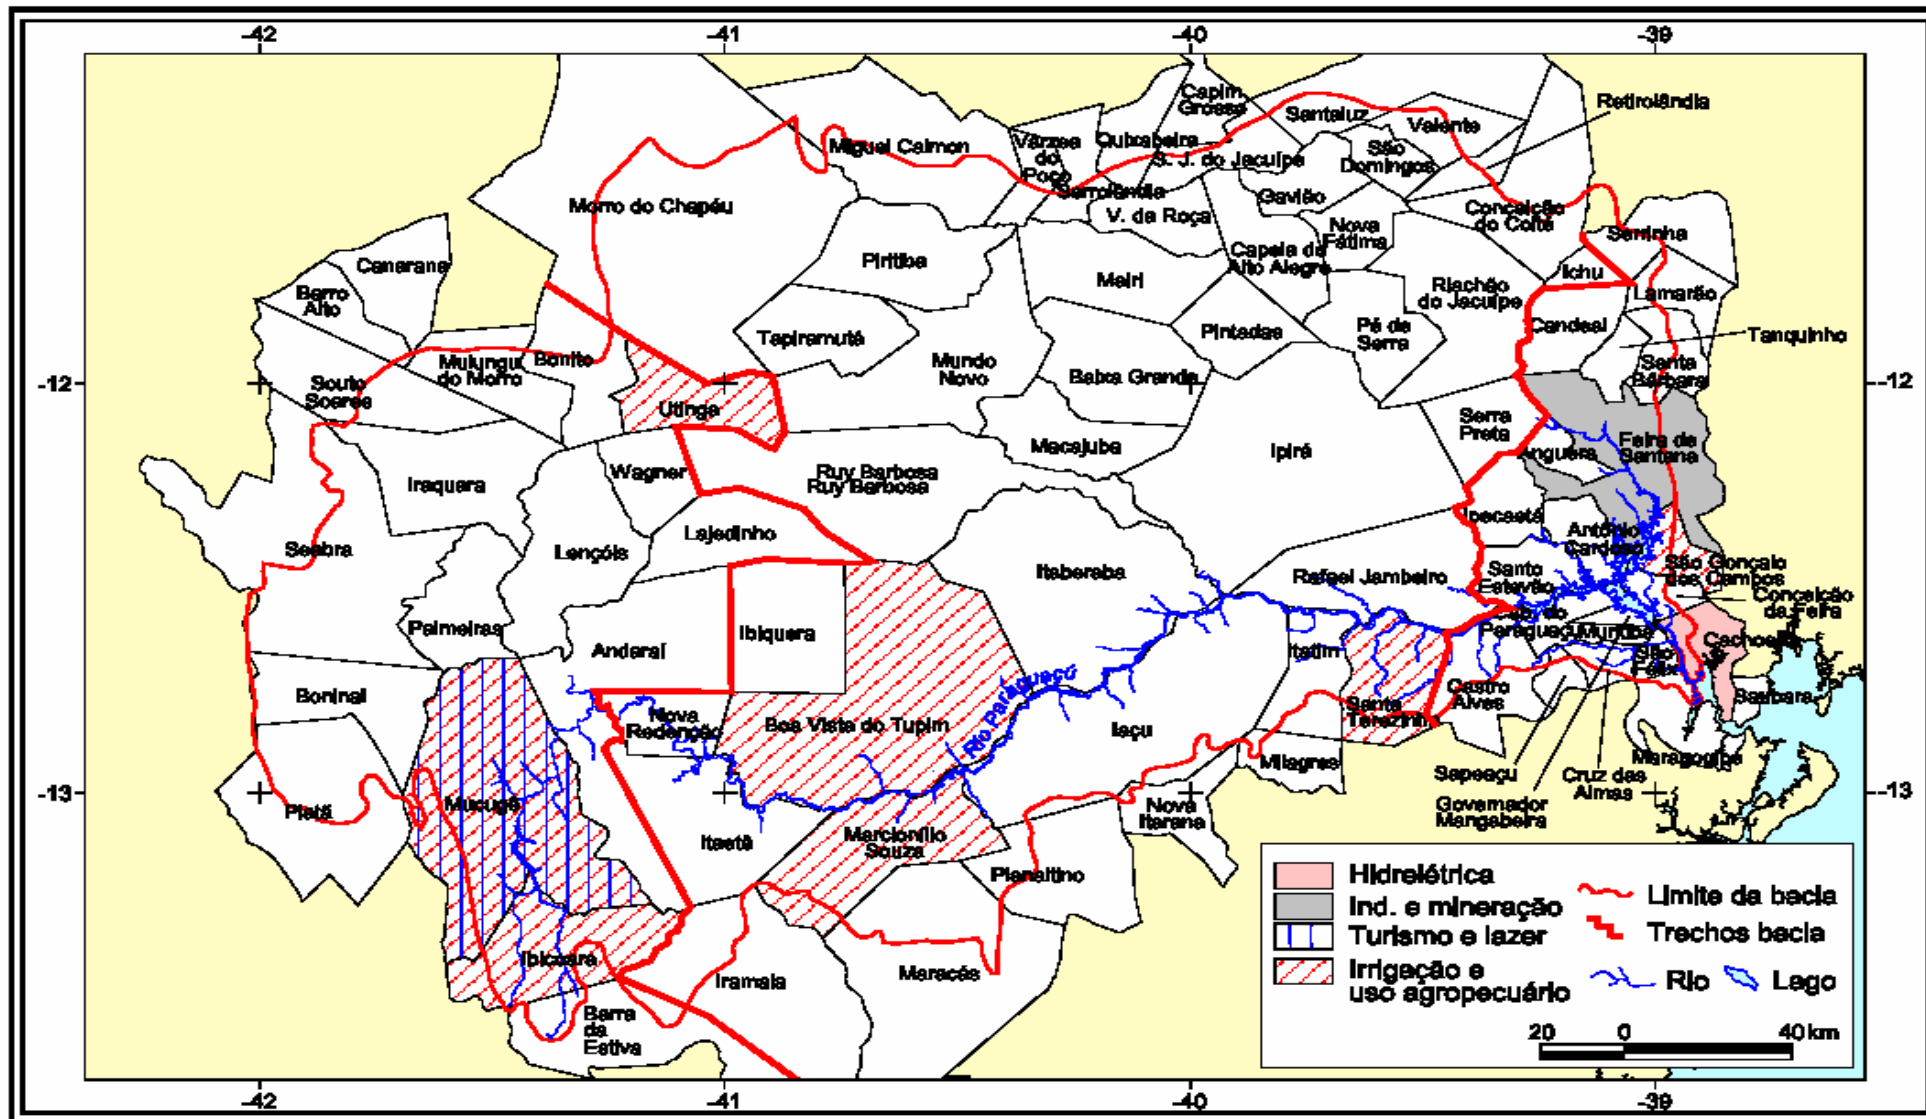 -42
-41
-40
-39
Retirolândia
Capim
Grosso
Santaluz
Valente
Miguel Calmon
Várzea
do
Poço
Quixabeira
S. J. do Jacuípe
São
Domingos
Serrolândia
Gavião
Morro do Chapéu
V. da Roça
Conceição
do Coité
Nova
Fátima
Serrinha
Canarana
Piritiba
Mairi
Capela do
Alto Alegre
Ichu
Barro
Alto
Riachão
do Jacuípe
Lamarão
Tapiramutá
Pintadas
Pé de
Serra
Candeal
Tanquinho
Mulungu
do Morro
Bonito
Mundo
Novo
Baixa Grande
Santa
Bárbara
-12
-12
Souto
Soares
Utinga
Serra
Preta
Macajuba
Ipirá
Feira de
Santana
Anguera
Wagner
Ruy Barbosa
Ruy Barbosa
Iraquara
Ipecaetá
Antônio
Cardoso
Lajedinho
Seabra
Lençóis
Itaberaba
Rafael Jambeiro
Santo
Estevão
São Gonçalo
dos Campos
Conceição
da Feira
Palmeiras
Ibiquera
Cab. do
Paraguaçu
Muritiba
Cachoeira
Andaraí
Itatim
São
Félix
Boninal
Rio Paraguaçú
Castro
Alves
Saubara
Nova
Redenção
Boa Vista do Tupim
Iaçu
Santa
Terezinha
Milagres
Maragogipe
Sapeaçu
Cruz das
Almas
-13
-13
Piatã
Mucugê
Nova
Itarana
Governador
Mangabeira
Itaetê
Marcionílio
Souza
Planaltino
Ibicoara
Iramaia
Maracás
Barra
da
Estiva
Hidrelétrica
Ind. e mineração
Turismo e lazer
Irrigação e
uso agropecuário
Limite da bacia
Trechos bacia
Rio
Lago
20
0
40 km
-42
-41
-40
-39